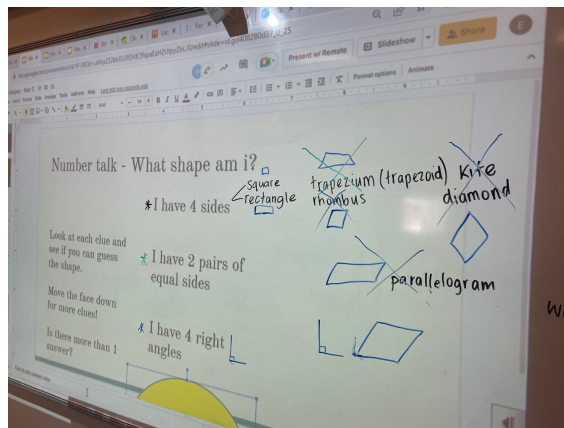 Present w/ Remote
Slideshow
Share
E
Format options
Animate
Number talk - What shape am i?
*I have 4 sides
square
rectangle
trapezium (trapezoid)
rhombus
Kite
diamond
Look at each clue and
see if you can guess
the shape.
* I have 2 pairs of
equal sides
parallelogram
Move the face down
for more clues!
* I have 4 right
angles
Is there more than 1
answer?